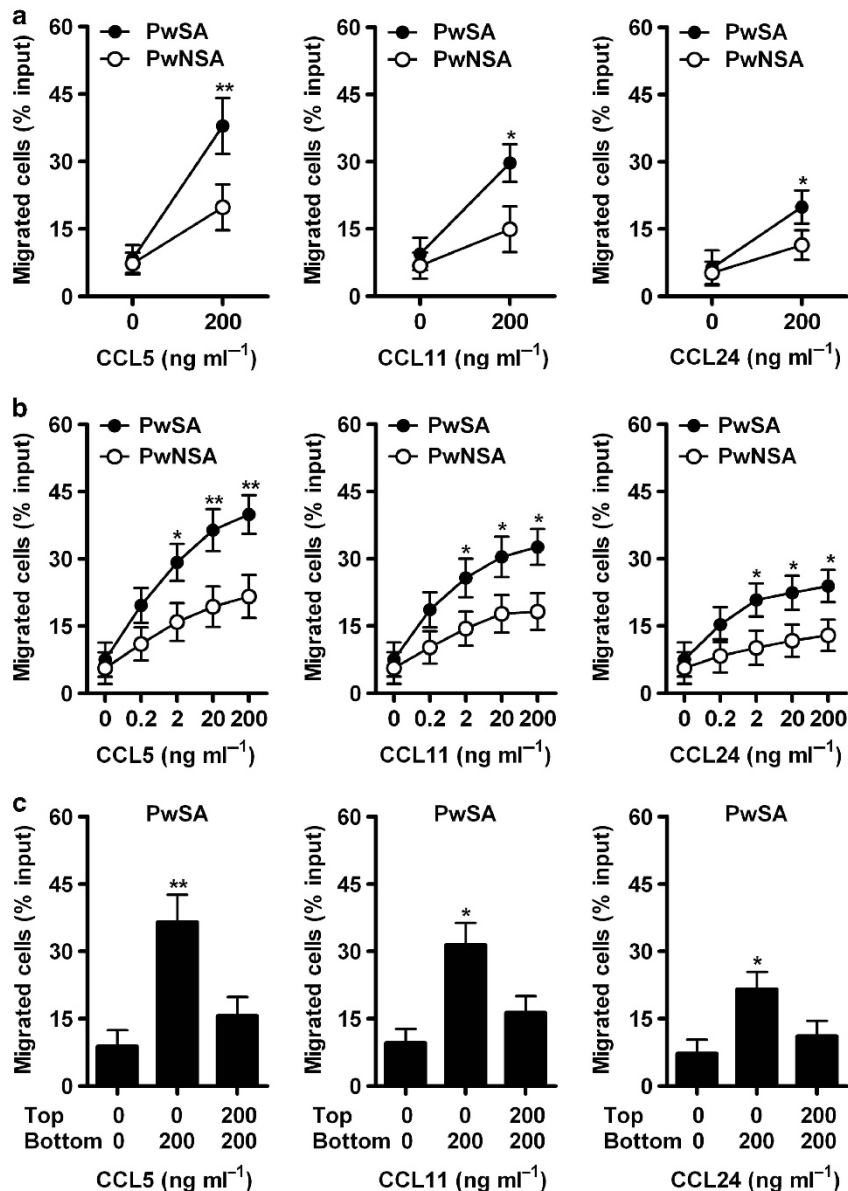 a
60
45
30
15
0
Migrated cells (% input)
PwSA
PwNSA
**
0 200
CCL5 (ng ml⁻¹)
60
45
30
15
0
Migrated cells (% input)
PwSA
PwNSA
*
0 200
CCL11 (ng ml⁻¹)
60
45
30
15
0
Migrated cells (% input)
PwSA
PwNSA
*
0 200
CCL24 (ng ml⁻¹)
b
60
45
30
15
0
Migrated cells (% input)
PwSA
PwNSA
* ** **
0 0.2 2 20 200
CCL5 (ng ml⁻¹)
60
45
30
15
0
Migrated cells (% input)
PwSA
PwNSA
* * *
0 0.2 2 20 200
CCL11 (ng ml⁻¹)
60
45
30
15
0
Migrated cells (% input)
PwSA
PwNSA
* * *
0 0.2 2 20 200
CCL24 (ng ml⁻¹)
c
60
45
30
15
0
Migrated cells (% input)
PwSA
**
Top 0 0 200
Bottom 0 200 200
CCL5 (ng ml⁻¹)
60
45
30
15
0
Migrated cells (% input)
PwSA
*
Top 0 0 200
Bottom 0 200 200
CCL11 (ng ml⁻¹)
60
45
30
15
0
Migrated cells (% input)
PwSA
*
Top 0 0 200
Bottom 0 200 200
CCL24 (ng ml⁻¹)